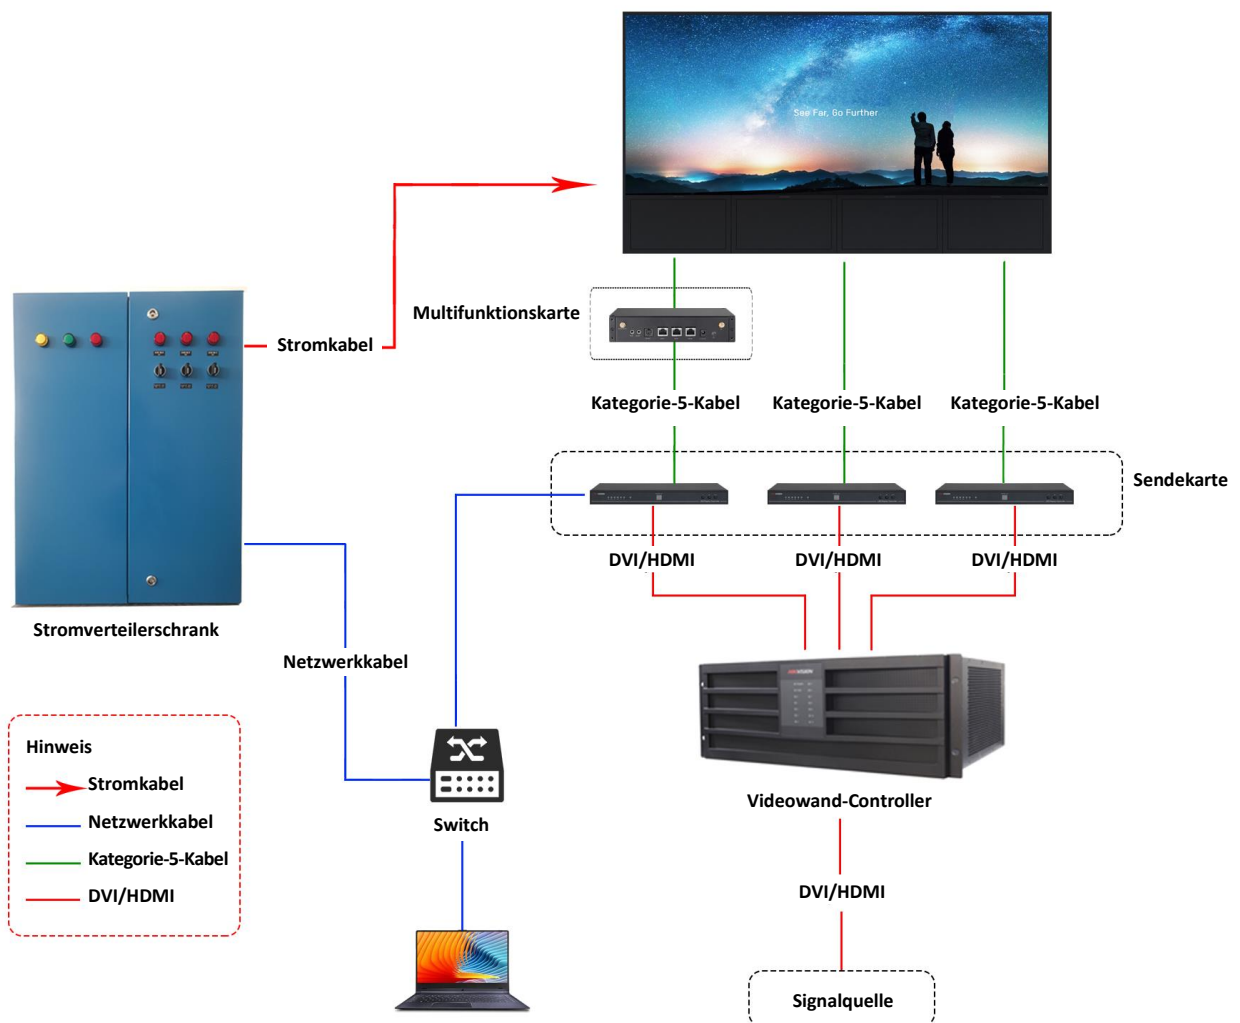 See Far, Go Further
Multifunktionskarte
Stromkabel
Kategorie-5-Kabel
Kategorie-5-Kabel
Kategorie-5-Kabel
Sendekarte
DVI/HDMI
DVI/HDMI
DVI/HDMI
Stromverteilerschrank
Netzwerkkabel
HIKVISION
Hinweis
Stromkabel
Netzwerkkabel
Kategorie-5-Kabel
DVI/HDMI
Switch
Videowand-Controller
DVI/HDMI
Signalquelle